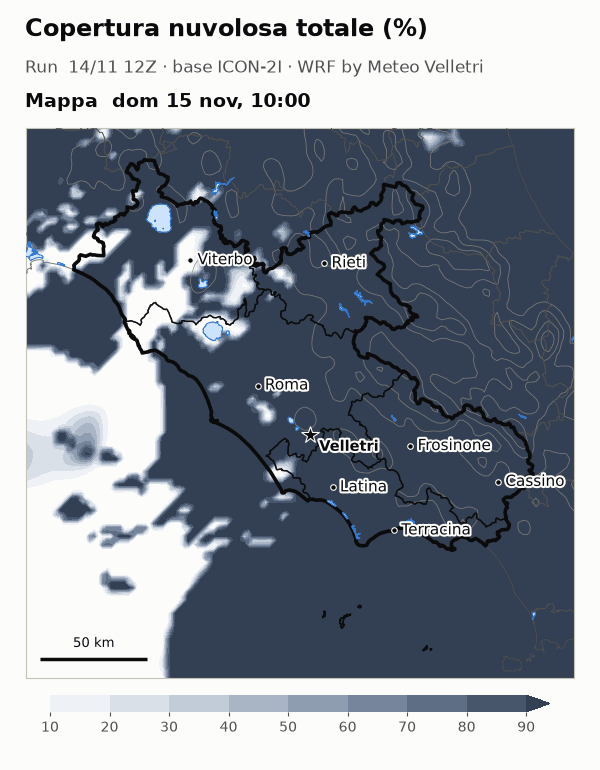 Copertura nuvolosa totale (%)
Run  14/11 12Z · base ICON-2I · WRF by Meteo Velletri
Mappa  dom 15 nov, 10:00
Viterbo
Rieti
Roma
Velletri
Frosinone
Latina
Cassino
Terracina
50 km
10 20 30 40 50 60 70 80 90